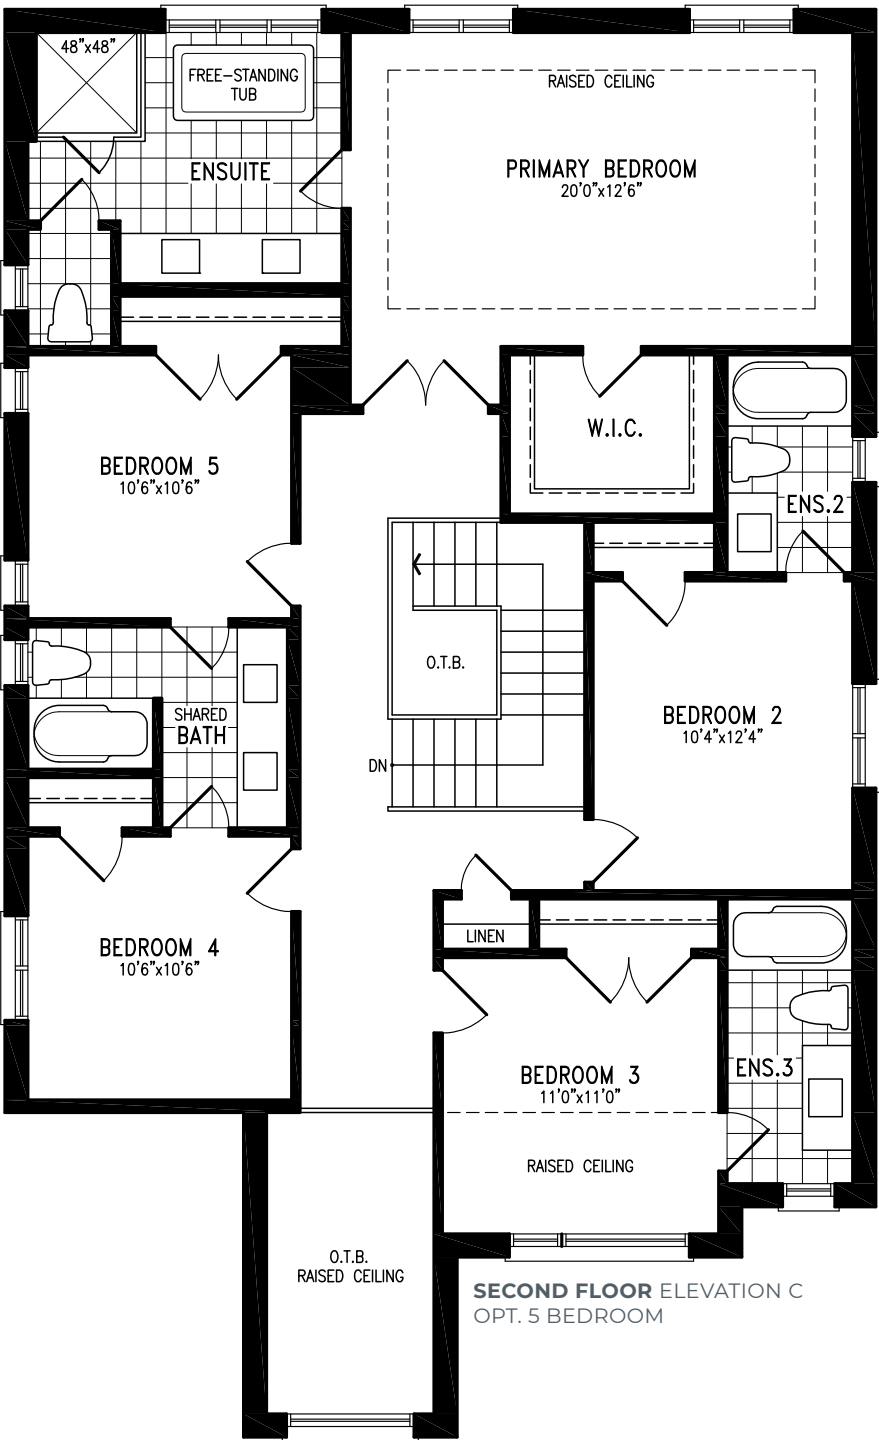 48"x48"
FREE-STANDING
TUB
RAISED CEILING
ENSUITE
PRIMARY BEDROOM
20'0"x12'6"
W.I.C.
BEDROOM 5
10'6"x10'6"
ENS.2
O.T.B.
SHARED
BATH
BEDROOM 2
10'4"x12'4"
DN
LINEN
BEDROOM 4
10'6"x10'6"
ENS.3
BEDROOM 3
11'0"x11'0"
RAISED CEILING
O.T.B.
RAISED CEILING
SECOND FLOOR ELEVATION C
OPT. 5 BEDROOM